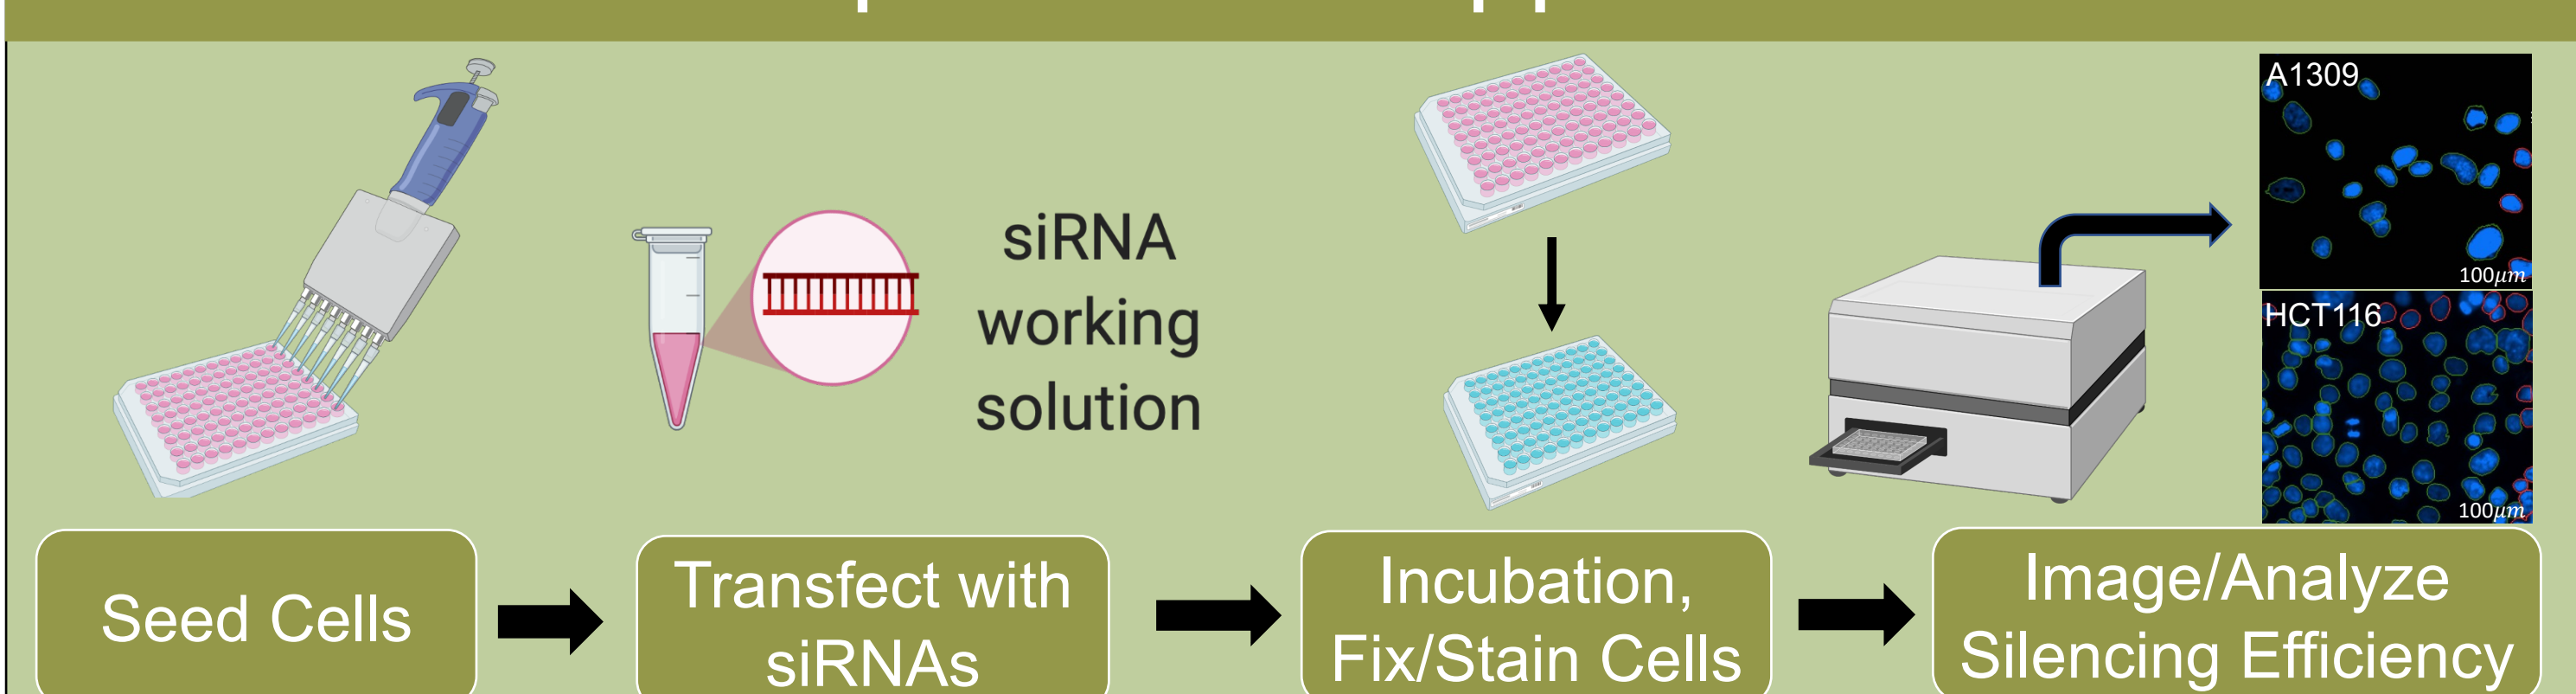 siRNA
working
solution
A1309
100μm
HCT116
100μm
Seed Cells
Transfect with
siRNAs
Incubation,
Fix/Stain Cells
Image/Analyze
Silencing Efficiency